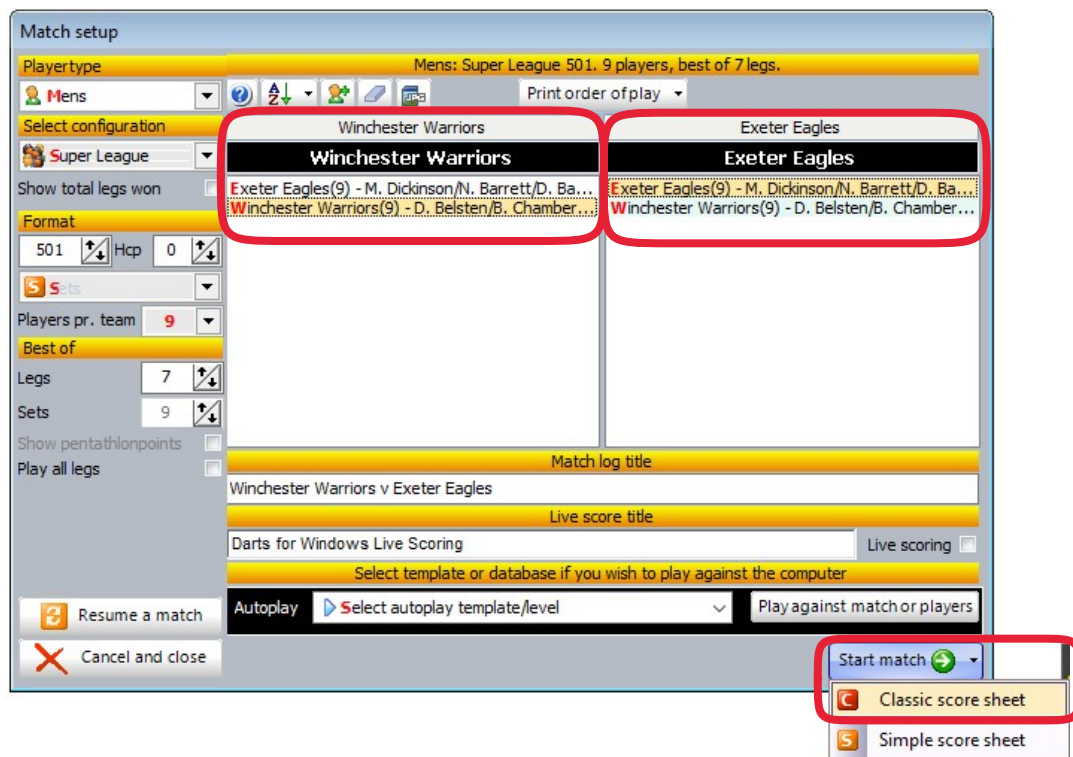 Match setup
Playertype
Mens: Super League 501. 9 players, best of 7 legs.
Mens
Print order of play
Select configuration
Winchester Warriors
Exeter Eagles
Super League
Winchester Warriors
Exeter Eagles
Show total legs won
Exeter Eagles(9) - M. Dickinson/N. Barrett/D. Ba...
Exeter Eagles(9) - M. Dickinson/N. Barrett/D. Ba...
Winchester Warriors(9) - D. Belsten/B. Chamber...
Winchester Warriors(9) - D. Belsten/B. Chamber...
Format
501 Hcp 0
S Sets
Players pr. team 9
Best of
Legs 7
Sets 9
Show pentathlonpoints
Play all legs
Match log title
Winchester Warriors v Exeter Eagles
Live score title
Darts for Windows Live Scoring
Live scoring
Select template or database if you wish to play against the computer
Autoplay
Select autoplay template/level
Play against match or players
Resume a match
Cancel and close
Start match
C Classic score sheet
S Simple score sheet